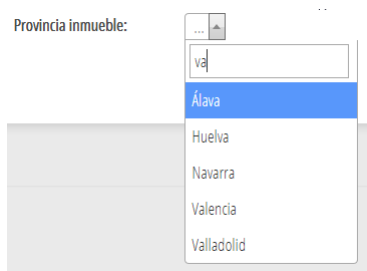 Provincia inmueble:
...
va
Álava
Huelva
Navarra
Valencia
Valladolid